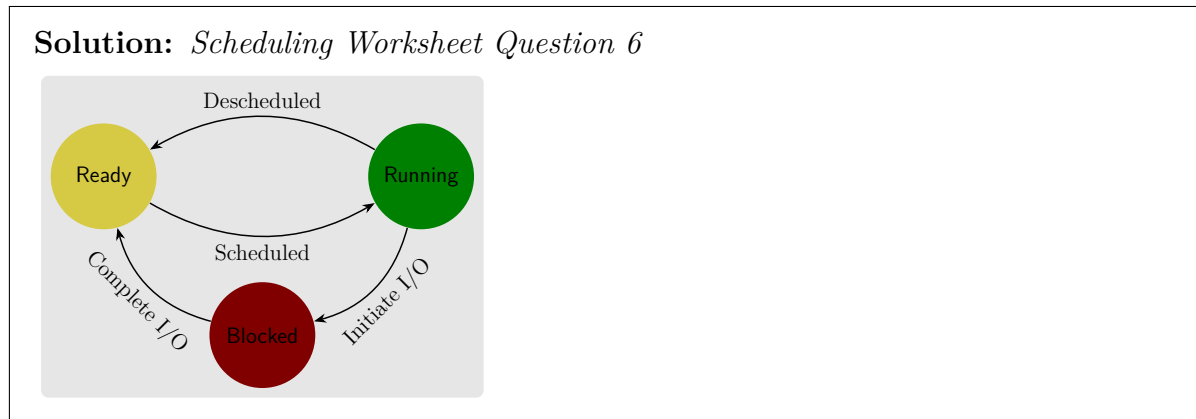 Solution: Scheduling Worksheet Question 6
Descheduled
Ready
Running
Scheduled
Complete I/O
Initiate I/O
Blocked